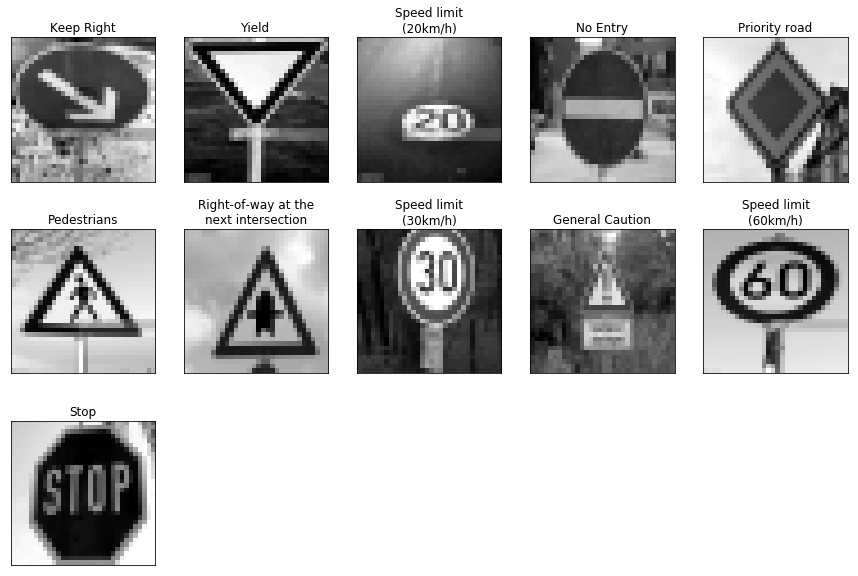 Keep Right
Yield
Speed limit
(20km/h)
No Entry
Priority road
20
Pedestrians
Right-of-way at the
next intersection
Speed limit
(30km/h)
General Caution
Speed limit
(60km/h)
30
60
Stop
STOP